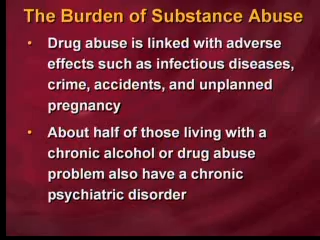 The Burden of Substance Abuse
• Drug abuse is linked with adverse
effects such as infectious diseases,
crime, accidents, and unplanned
pregnancy
• About half of those living with a
chronic alcohol or drug abuse
problem also have a chronic
psychiatric disorder